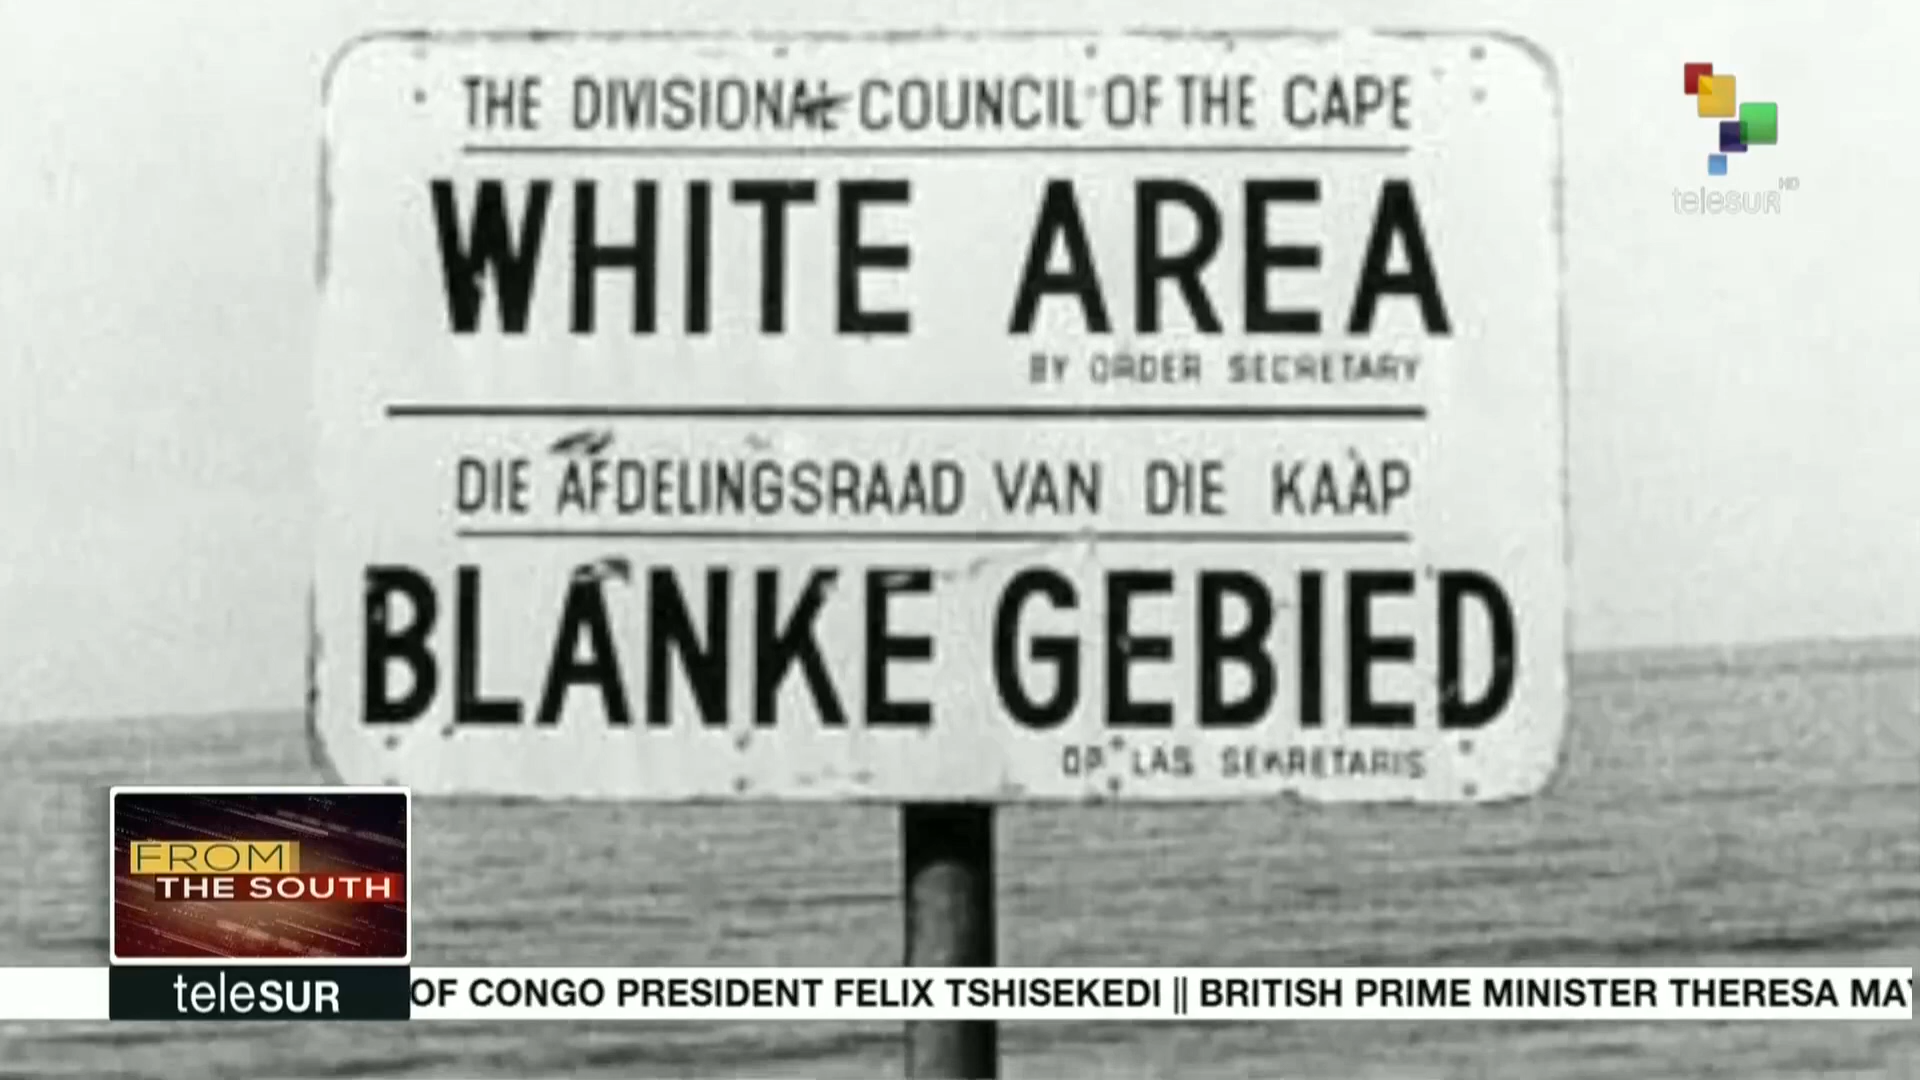 THE DIVISIONAL COUNCIL OF THE CAPE
WHITE AREA
BY ORDER SECRETARY
DIE AFDELINGSRAAD VAN DIE KAAP
BLANKE GEBIED
OP LAS SEKRETARIS
teleSUR HD
FROM
THE SOUTH
teleSUR
OF CONGO PRESIDENT FELIX TSHISEKEDI || BRITISH PRIME MINISTER THERESA MAY